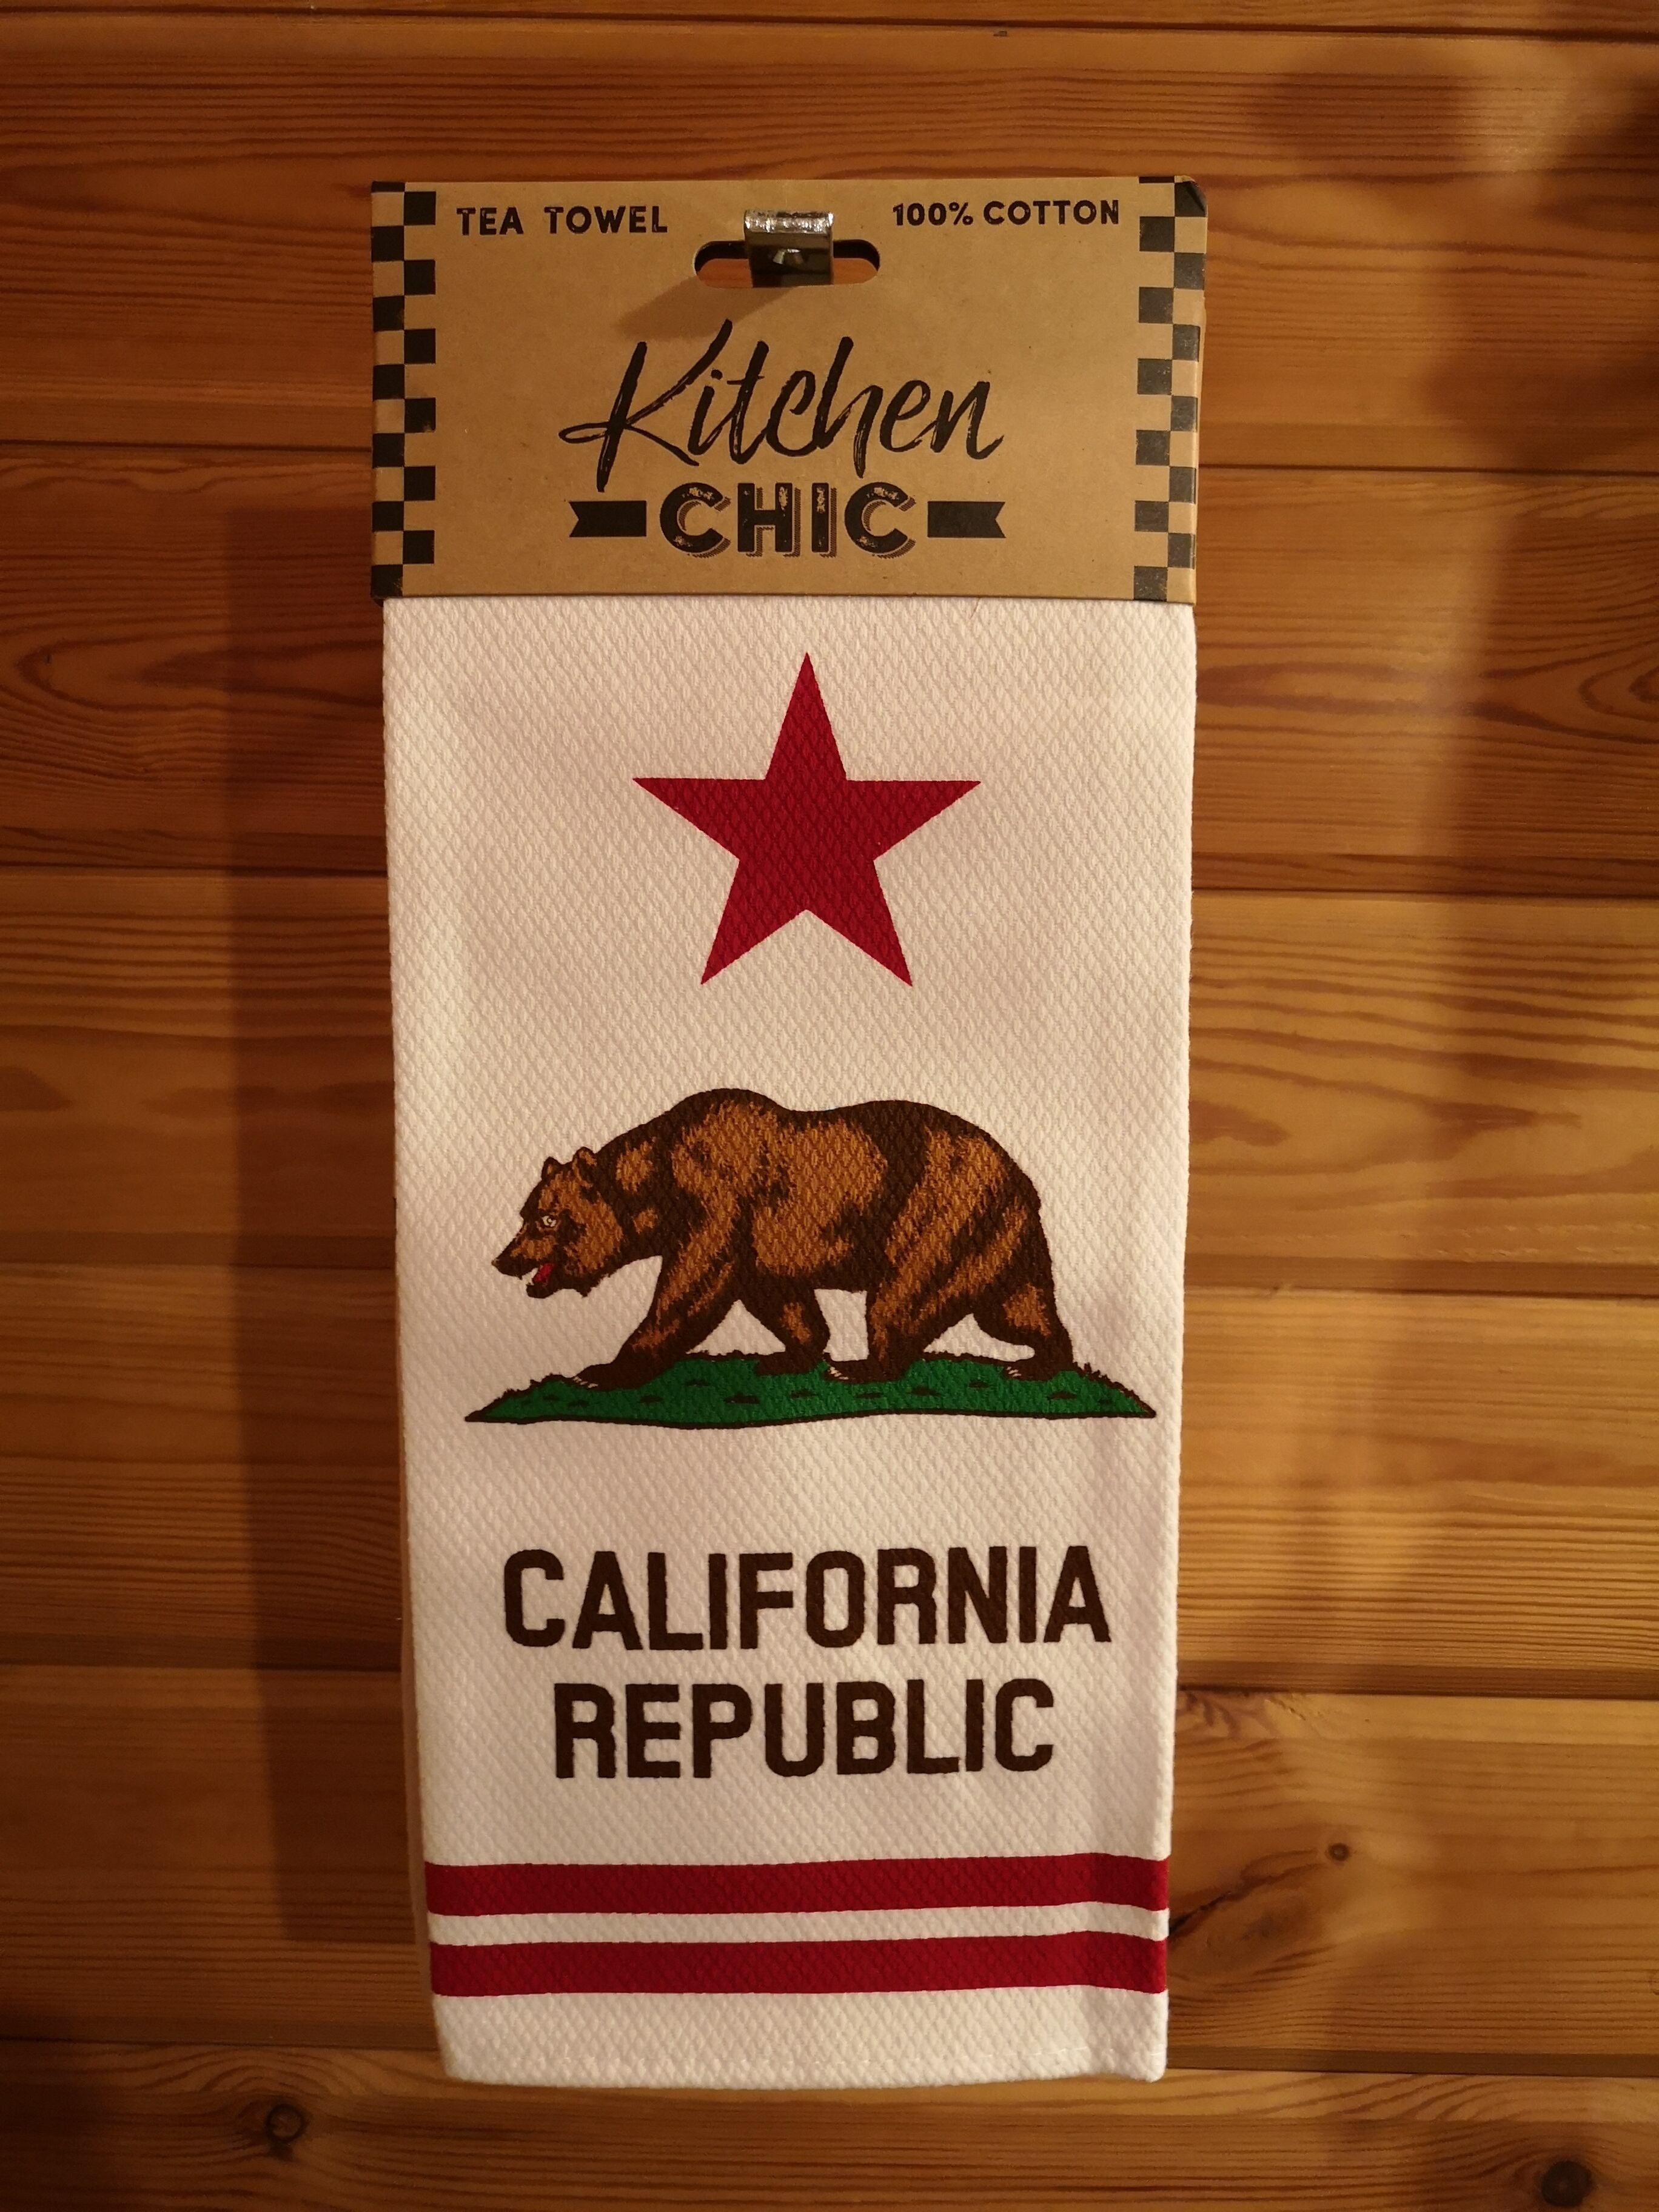 TEA TOWEL 100% COTTON
Kitchen
CHIC
CALIFORNIA
REPUBLIC